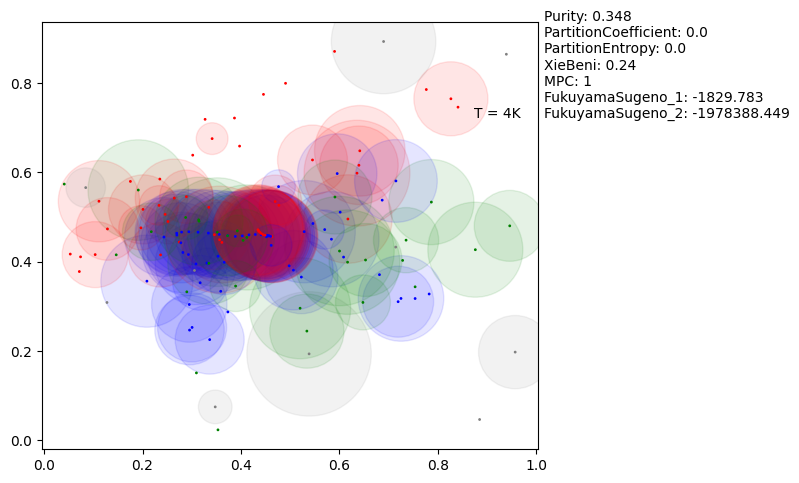 Purity: 0.348
PartitionCoefficient: 0.0
PartitionEntropy: 0.0
XieBeni: 0.24
MPC: 1
FukuyamaSugeno_1: -1829.783
FukuyamaSugeno_2: -1978388.449
T = 4K
0.8
0.6
0.4
0.2
0.0
0.0 0.2 0.4 0.6 0.8 1.0